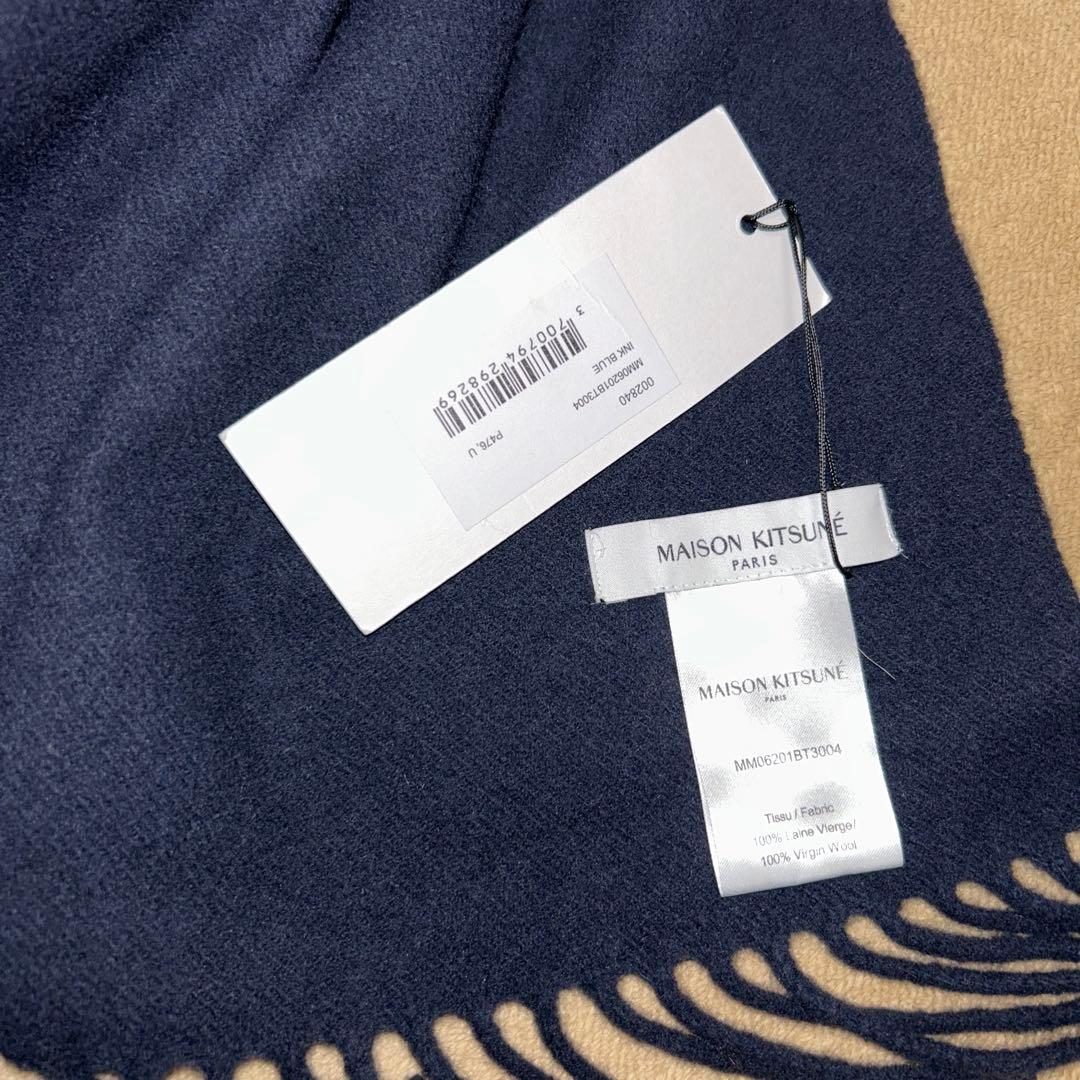 002840
MM06201BT3004
INK BLUE
3 700794 298269
P476, U
MAISON KITSUNÉ
PARIS
MAISON KITSUNÉ
PARIS
MM06201BT3004
Tissu / Fabric
100% Laine Vierge/
100% Virgin Wool